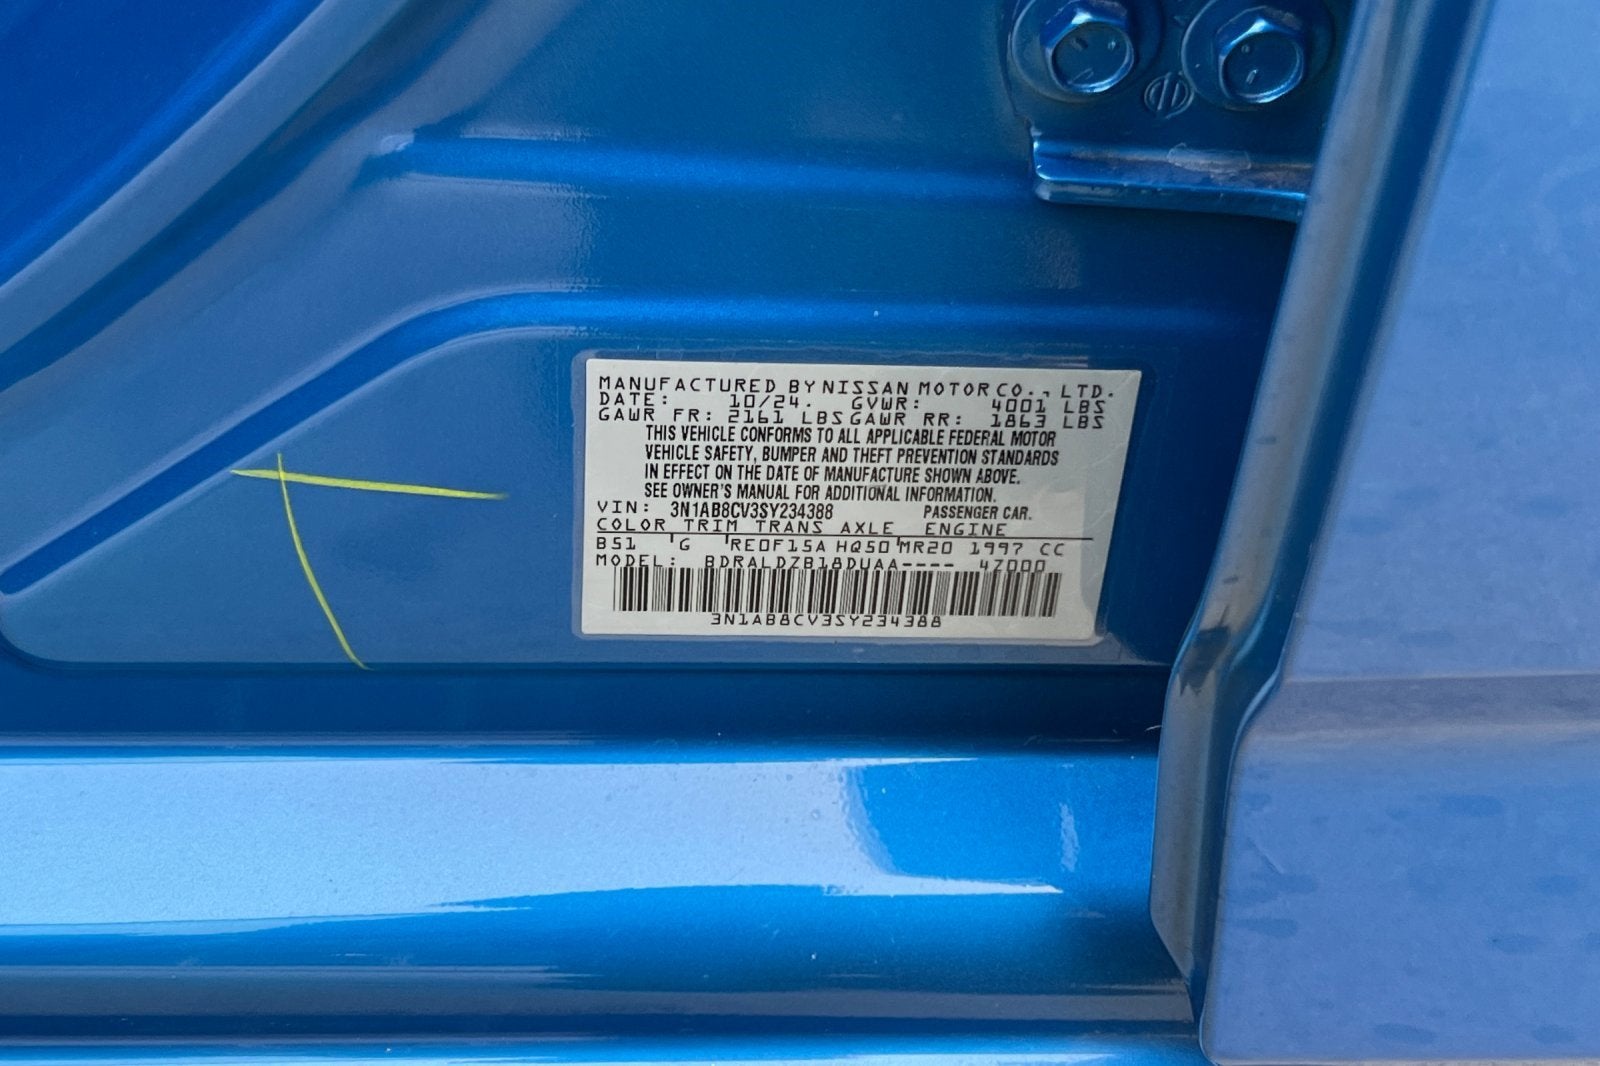 MANUFACTURED BY NISSAN MOTOR CO., LTD.
DATE: 10/24. GVWR: 4001 LBS
GAWR FR: 2161 LBS GAWR RR: 1863 LBS
THIS VEHICLE CONFORMS TO ALL APPLICABLE FEDERAL MOTOR
VEHICLE SAFETY, BUMPER AND THEFT PREVENTION STANDARDS
IN EFFECT ON THE DATE OF MANUFACTURE SHOWN ABOVE.
SEE OWNER'S MANUAL FOR ADDITIONAL INFORMATION.
VIN: 3N1AB8CV3SY234388 PASSENGER CAR.
COLOR TRIM TRANS AXLE ENGINE
B51 G RE0F15A HQ50 MR20 1997 CC
MODEL: BDRALDZB18DUAA---- 4Z000
3N1AB8CV3SY234388